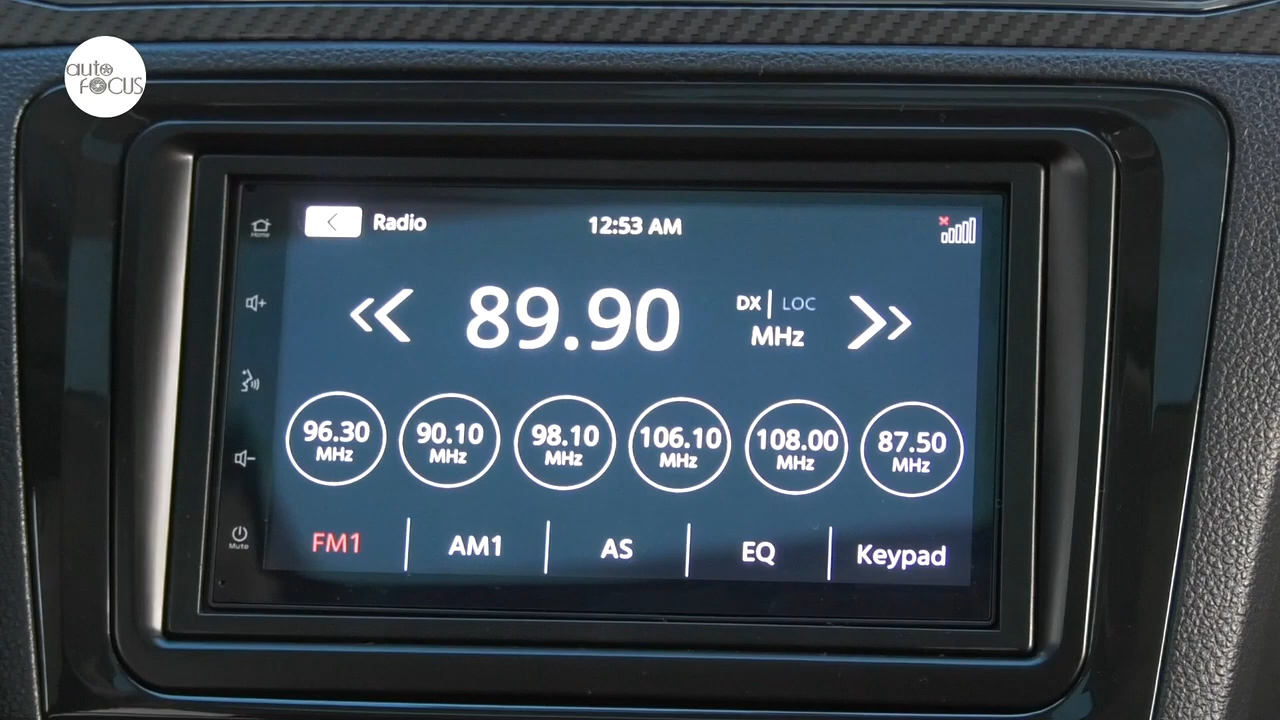 auto
FOCUS
Radio
12:53 AM
Home
89.90
DX | LOC
MHz
96.30
MHz
90.10
MHz
98.10
MHz
106.10
MHz
108.00
MHz
87.50
MHz
Mute
FM1
AM1
AS
EQ
Keypad